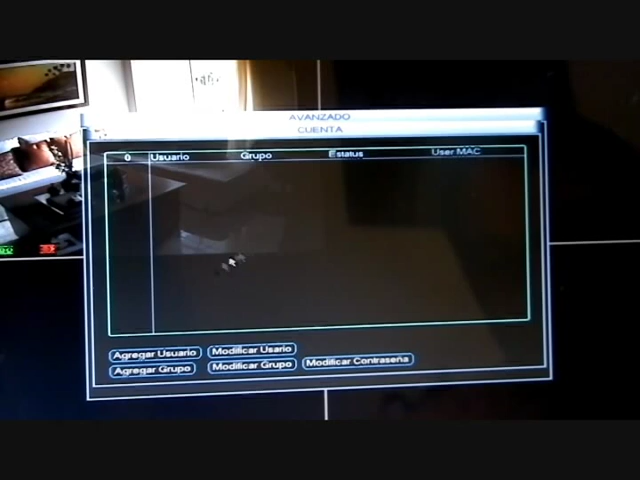 AVANZADO
CUENTA
0 Usuario Grupo Estatus User MAC
Agregar Usuario Modificar Usario
Agregar Grupo Modificar Grupo Modificar Contraseña